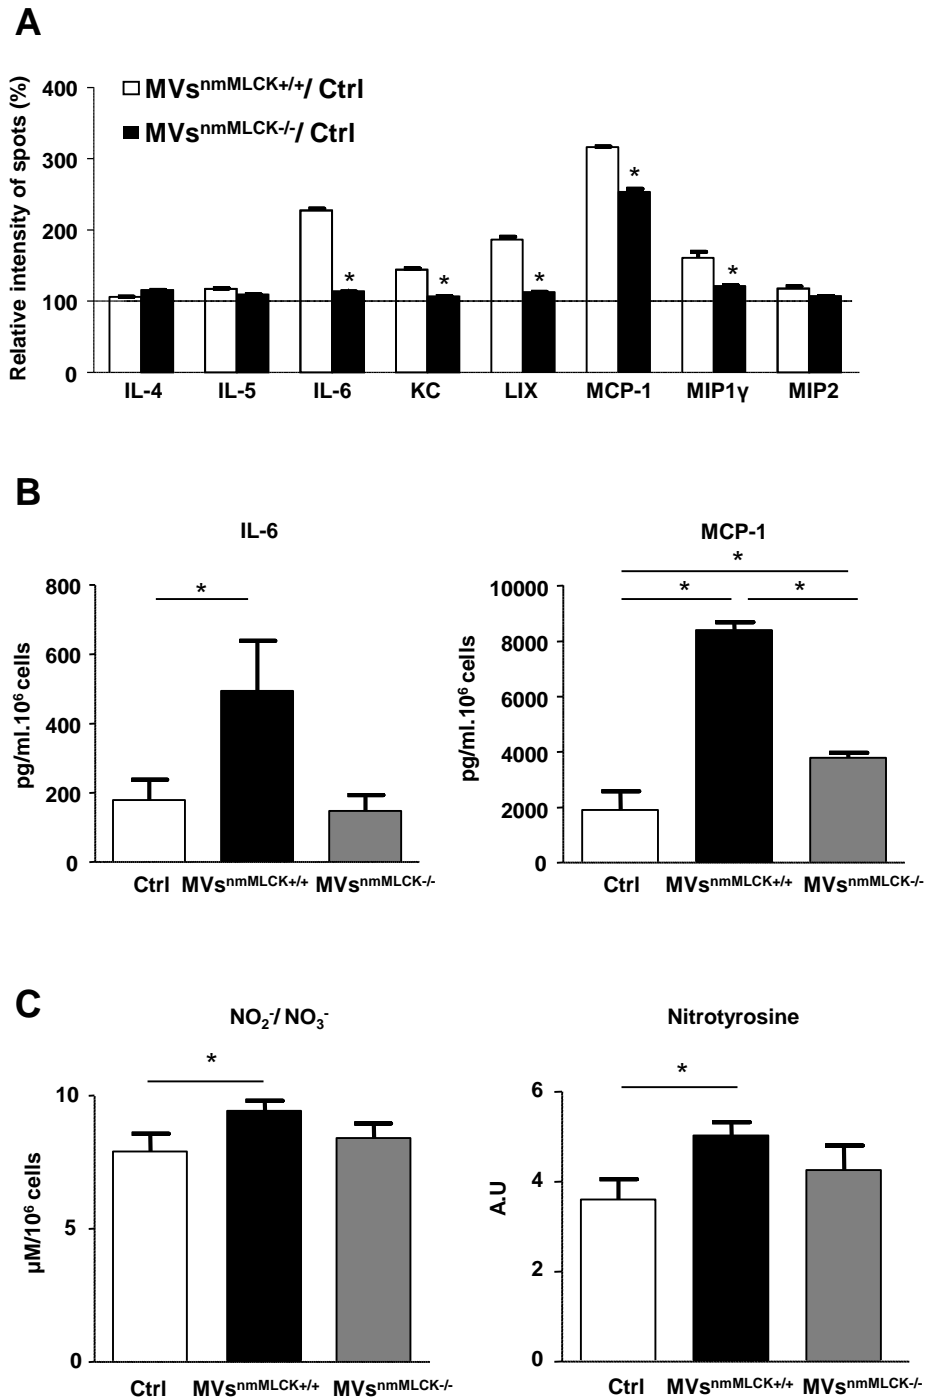 A
Relative intensity of spots (%)
400
300
200
100
0
MVsnmMLCK+/+/ Ctrl
MVsnmMLCK-/-/ Ctrl
*
*
*
*
*
IL-4 IL-5 IL-6 KC LIX MCP-1 MIP1γ MIP2
B
IL-6
pg/ml.10⁶ cells
800
600
400
200
0
*
Ctrl MVsnmMLCK+/+ MVsnmMLCK-/-
MCP-1
pg/ml.10⁶ cells
10000
8000
6000
4000
2000
0
*
* *
Ctrl MVsnmMLCK+/+ MVsnmMLCK-/-
C
NO₂⁻/ NO₃⁻
µM/10⁶ cells
10
5
0
*
Ctrl MVsnmMLCK+/+ MVsnmMLCK-/-
Nitrotyrosine
A.U
6
4
2
0
*
Ctrl MVsnmMLCK+/+ MVsnmMLCK-/-